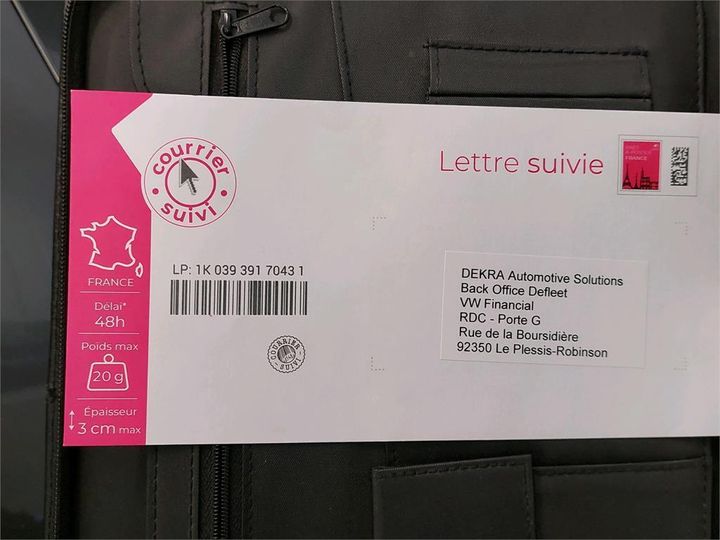 courrier
suivi
Lettre suivie
FRANCE
FRANCE
Délai*
48h
Poids max
20 g
Épaisseur
3 cm max
LP: 1K 039 391 7043 1
COURRIER
SUIVI
DEKRA Automotive Solutions
Back Office Defleet
VW Financial
RDC - Porte G
Rue de la Boursidière
92350 Le Plessis-Robinson